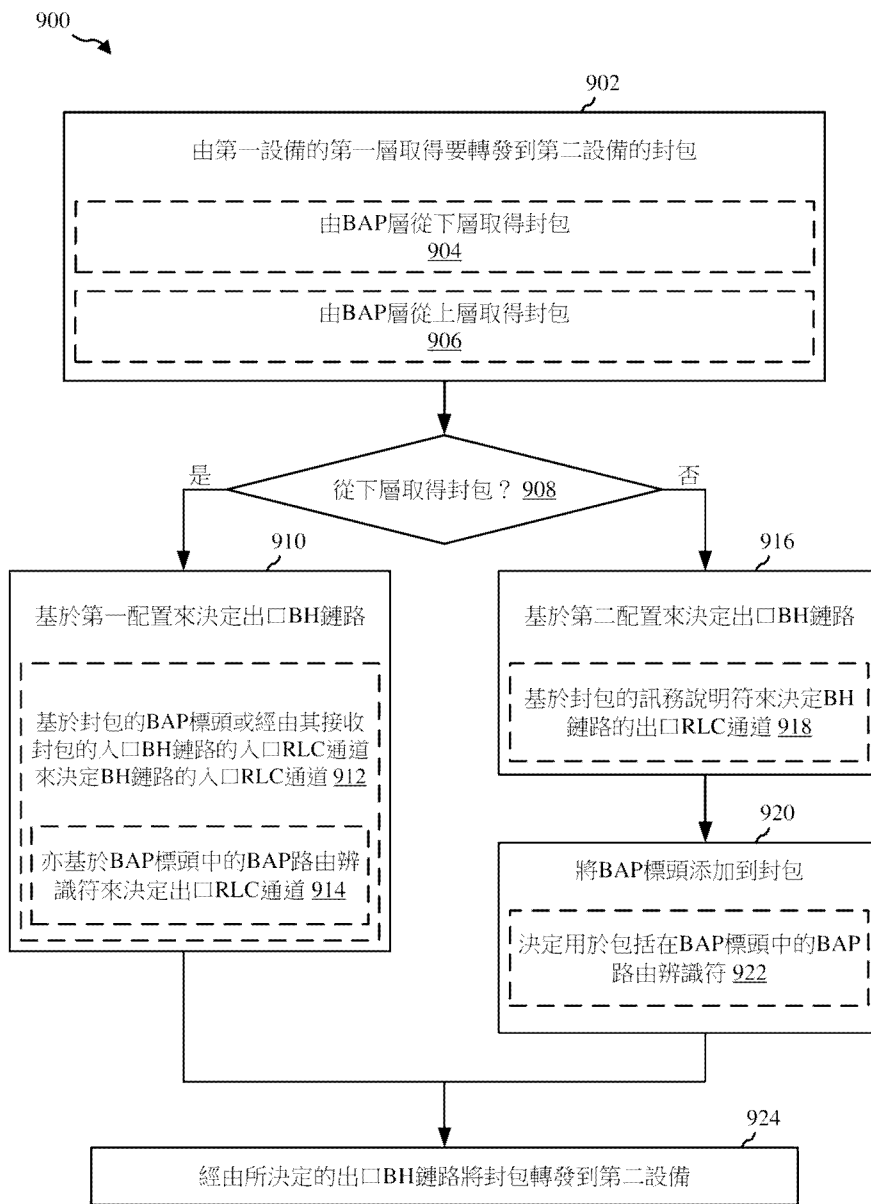 900
902
由第一設備的第一層取得要轉發到第二設備的封包
由BAP層從下層取得封包
904
由BAP層從上層取得封包
906
是
從下層取得封包？908
否
910
基於第一配置來決定出口BH鏈路
基於封包的BAP標頭或經由其接收
封包的入口BH鏈路的入口RLC通道
來決定BH鏈路的入口RLC通道 912
亦基於BAP標頭中的BAP路由辨
識符來決定出口RLC通道 914
916
基於第二配置來決定出口BH鏈路
基於封包的訊務說明符來決定BH
鏈路的出口RLC通道 918
920
將BAP標頭添加到封包
決定用於包括在BAP標頭中的BAP
路由辨識符 922
924
經由所決定的出口BH鏈路將封包轉發到第二設備